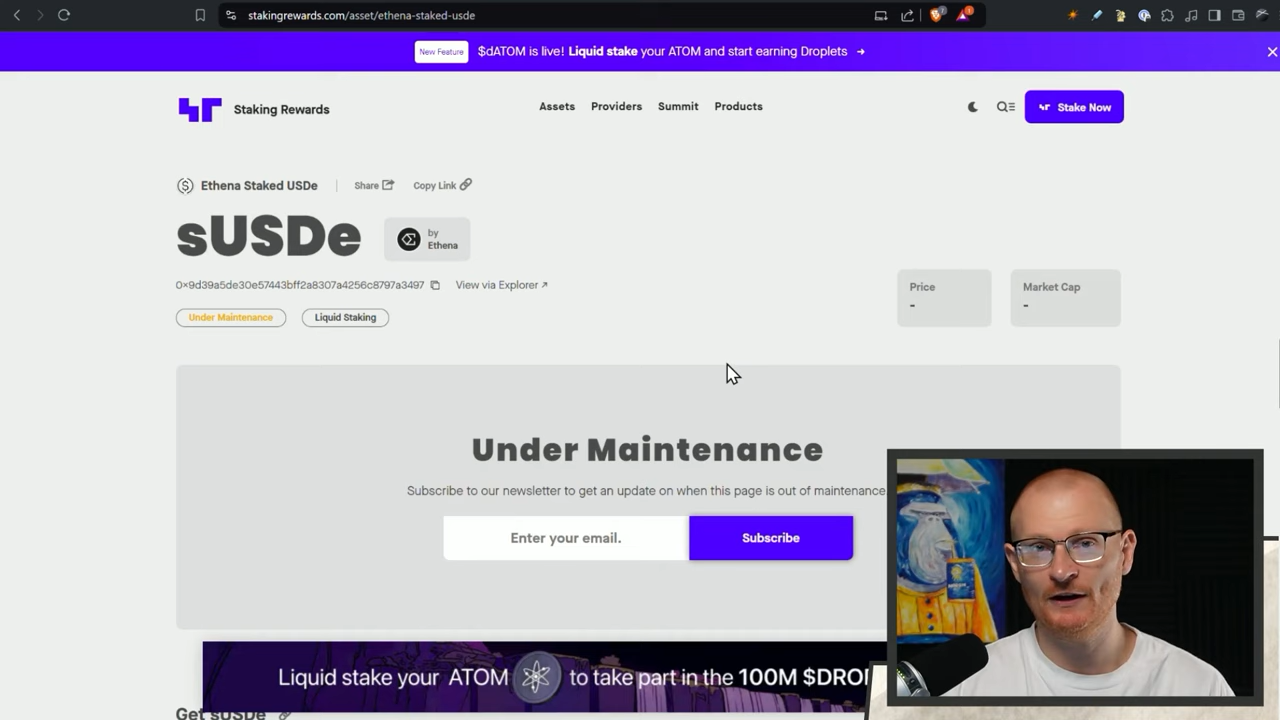 stakingrewards.com/asset/ethena-staked-usde
New Feature
$dATOM is live! Liquid stake your ATOM and start earning Droplets →
Staking Rewards
Assets
Providers
Summit
Products
Stake Now
Ethena Staked USDe
Share
Copy Link
sUSDe
by
Ethena
0x9d39a5de30e57443bff2a8307a4256c8797a3497
View via Explorer ↗
Under Maintenance
Liquid Staking
Price
-
Market Cap
-
Under Maintenance
Subscribe to our newsletter to get an update on when this page is out of maintenance
Enter your email.
Subscribe
Liquid stake your ATOM to take part in the 100M $DRO
Get sUSDe